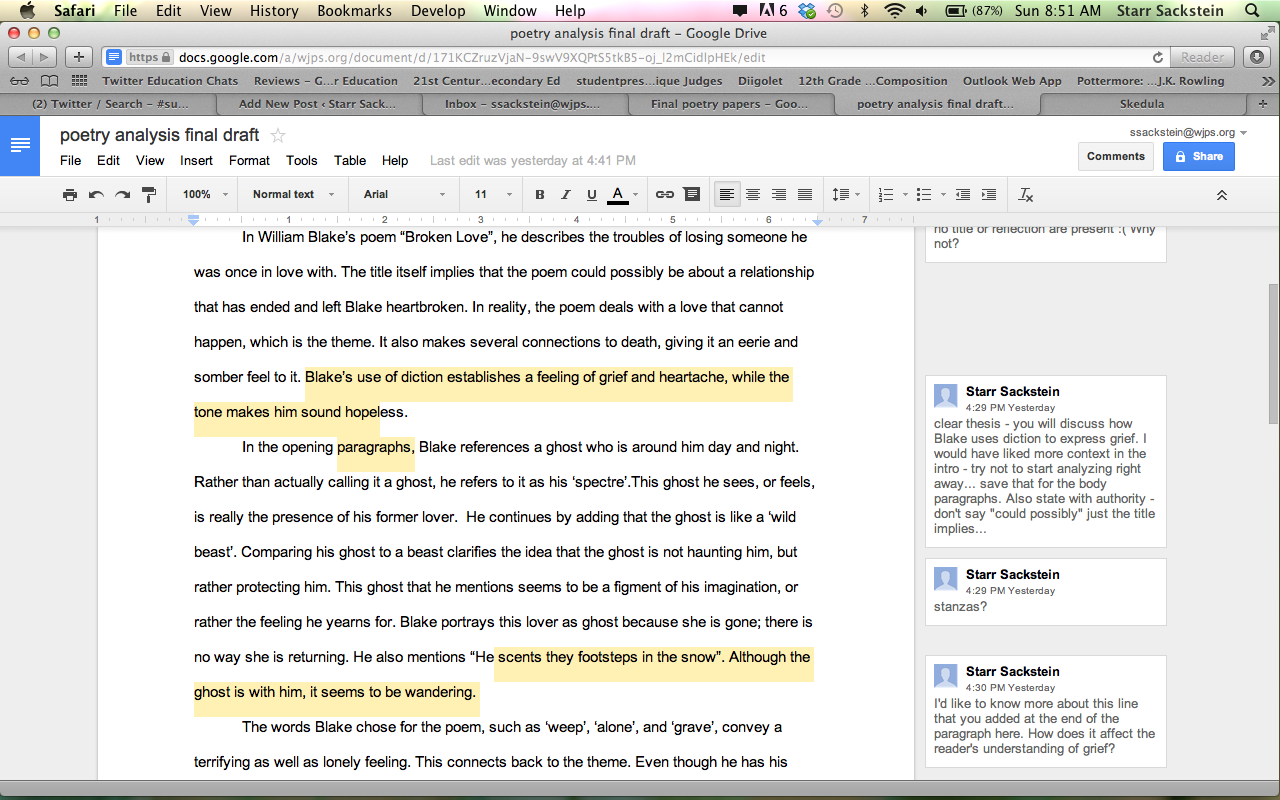 Safari File Edit View History Bookmarks Develop Window Help 6 (87%) Sun 8:51 AM Starr Sackstein
poetry analysis final draft – Google Drive
https docs.google.com/a/wjps.org/document/d/171KCZruzVjaN-9swV9XQPtS5tkB5-oj_l2mCidlpHEk/edit Reader
Twitter Education Chats Reviews – G...r Education 21st Centur...econdary Ed studentpres...ique Judges Diigolet 12th Grade ...Composition Outlook Web App Pottermore: ...J.K. Rowling
(2) Twitter / Search – #su... Add New Post ‹ Starr Sack... Inbox – ssackstein@wjps.... Final poetry papers – Goo... poetry analysis final draft... Skedula
poetry analysis final draft
ssackstein@wjps.org
File Edit View Insert Format Tools Table Help Last edit was yesterday at 4:41 PM
Comments Share
100% Normal text Arial 11 B I U A
1 1 2 3 4 5 6 7
In William Blake’s poem “Broken Love”, he describes the troubles of losing someone he
was once in love with. The title itself implies that the poem could possibly be about a relationship
that has ended and left Blake heartbroken. In reality, the poem deals with a love that cannot
happen, which is the theme. It also makes several connections to death, giving it an eerie and
somber feel to it. Blake’s use of diction establishes a feeling of grief and heartache, while the
tone makes him sound hopeless.
In the opening paragraphs, Blake references a ghost who is around him day and night.
Rather than actually calling it a ghost, he refers to it as his ‘spectre’.This ghost he sees, or feels,
is really the presence of his former lover.  He continues by adding that the ghost is like a ‘wild
beast’. Comparing his ghost to a beast clarifies the idea that the ghost is not haunting him, but
rather protecting him. This ghost that he mentions seems to be a figment of his imagination, or
rather the feeling he yearns for. Blake portrays this lover as ghost because she is gone; there is
no way she is returning. He also mentions “He scents they footsteps in the snow”. Although the
ghost is with him, it seems to be wandering.
The words Blake chose for the poem, such as ‘weep’, ‘alone’, and ‘grave’, convey a
terrifying as well as lonely feeling. This connects back to the theme. Even though he has his
no title or reflection are present :( Why
not?
Starr Sackstein
4:29 PM Yesterday
clear thesis - you will discuss how
Blake uses diction to express grief. I
would have liked more context in the
intro - try not to start analyzing right
away... save that for the body
paragraphs. Also state with authority -
don't say "could possibly" just the title
implies...
Starr Sackstein
4:29 PM Yesterday
stanzas?
Starr Sackstein
4:30 PM Yesterday
I'd like to know more about this line
that you added at the end of the
paragraph here. How does it affect the
reader's understanding of grief?